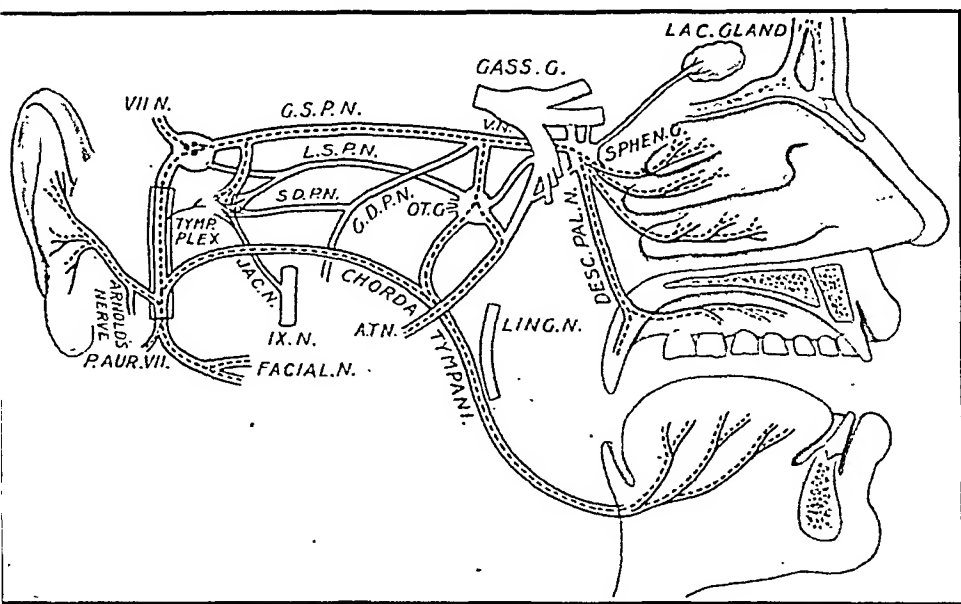 LAC. GLAND
GASS. G.
VII N.
G.S.P.N.
V.N.
SPHEN.G.
L.S.P.N.
S.D.P.N.
G.D.P.N.
OT.G
TYMP.
PLEX
JAC.N.
CHORDA
TYMPANI.
DESC. PAL. N.
ARNOLD'S
NERVE
IX.N.
A.T.N.
LING.N.
P.AUR.VII.
FACIAL.N.